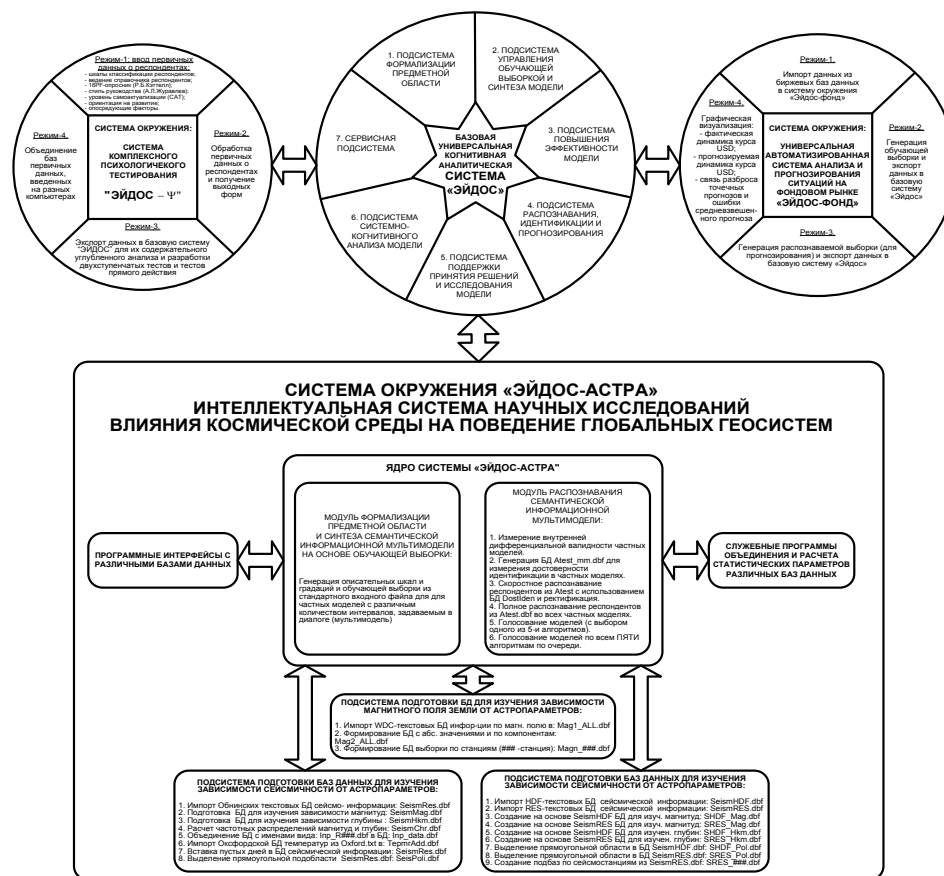 Режим-1: ввод первичных
данных о респондентах:
- шкалы классификации респондентов;
- ведение справочника респондентов;
- 16PF-опросник (Р.Б.Кэттелл);
- стиль руководства (А.Л.Журавлев);
- уровень самоактуализации (САТ);
- ориентация на развитие;
- опосредующие факторы.
Режим-4.
Объединение
баз
первичных
данных,
введенных
на разных
компьютерах
СИСТЕМА ОКРУЖЕНИЯ:
СИСТЕМА
КОМПЛЕКСНОГО
ПСИХОЛОГИЧЕКОГО
ТЕСТИРОВАНИЯ
"ЭЙДОС – Ψ"
Режим-2.
Обработка
первичных
данных о
респондентах
и получение
выходных
форм
Режим-3.
Экспорт данных в базовую систему
"ЭЙДОС" для их содержательного
углубленного анализа и разработки
двухступенчатых тестов и тестов
прямого действия
1. ПОДСИСТЕМА
ФОРМАЛИЗАЦИИ
ПРЕДМЕТНОЙ
ОБЛАСТИ
2. ПОДСИСТЕМА
УПРАВЛЕНИЯ
ОБУЧАЮЩЕЙ
ВЫБОРКОЙ И
СИНТЕЗА МОДЕЛИ
3. ПОДСИСТЕМА
ПОВЫШЕНИЯ
ЭФФЕКТИВНОСТИ
МОДЕЛИ
4. ПОДСИСТЕМА
РАСПОЗНАВАНИЯ,
ИДЕНТИФИКАЦИИ И
ПРОГНОЗИРОВАНИЯ
5. ПОДСИСТЕМА
ПОДДЕРЖКИ
ПРИНЯТИЯ РЕШЕНИЙ
И ИССЛЕДОВАНИЯ
МОДЕЛИ
6. ПОДСИСТЕМА
СИСТЕМНО-
КОГНИТИВНОГО
АНАЛИЗА МОДЕЛИ
7. СЕРВИСНАЯ
ПОДСИСТЕМА
БАЗОВАЯ
УНИВЕРСАЛЬНАЯ
КОГНИТИВНАЯ
АНАЛИТИЧЕСКАЯ
СИСТЕМА
«ЭЙДОС»
Режим-1.
Импорт данных из
биржевых баз данных
в систему окружения
«Эйдос-фонд»
Режим-4.
Графическая
визуализация:
- фактическая
динамика курса
USD;
- прогнозируемая
динамика курса
USD;
- связь разброса
точечных
прогнозов и
ошибки
средневзвешен-
ного прогноза
СИСТЕМА ОКРУЖЕНИЯ:
УНИВЕРСАЛЬНАЯ
АВТОМАТИЗИРОВАННАЯ
СИСТЕМА АНАЛИЗА И
ПРОГНОЗИРОВАНИЯ
СИТУАЦИЙ НА
ФОНДОВОМ РЫНКЕ
«ЭЙДОС-ФОНД»
Режим-2.
Генерация
обучающей
выборки и
экспорт
данных в
базовую
систему
«Эйдос»
Режим-3.
Генерация распознаваемой выборки (для
прогнозирования) и экспорт данных в
базовую систему «Эйдос»
СИСТЕМА ОКРУЖЕНИЯ «ЭЙДОС-АСТРА»
ИНТЕЛЛЕКТУАЛЬНАЯ СИСТЕМА НАУЧНЫХ ИССЛЕДОВАНИЙ
ВЛИЯНИЯ КОСМИЧЕСКОЙ СРЕДЫ НА ПОВЕДЕНИЕ ГЛОБАЛЬНЫХ ГЕОСИСТЕМ
ЯДРО СИСТЕМЫ «ЭЙДОС-АСТРА"
МОДУЛЬ ФОРМАЛИЗАЦИИ
ПРЕДМЕТНОЙ ОБЛАСТИ
И СИНТЕЗА СЕМАНТИЧЕСКОЙ
ИНФОРМАЦИОННОЙ МУЛЬТИМОДЕЛИ
НА ОСНОВЕ ОБУЧАЮЩЕЙ ВЫБОРКИ:
Генерация описательных шкал и
градаций и обучающей выборки из
стандартного входного файла для для
частных моделей с различным
количеством интервалов, задаваемым в
диалоге (мультимодель)
МОДУЛЬ РАСПОЗНАВАНИЯ
СЕМАНТИЧЕСКОЙ
ИНФОРМАЦИОННОЙ
МУЛЬТИМОДЕЛИ:
1. Измерение внутренней
дифференциальной валидности частных
моделей.
2. Генерация БД Atest_mm.dbf для
измерения достоверности
идентификации в частных моделях.
3. Скоростное распознавание
респондентов из Atest с использованием
БД DostIden и ректификация.
4. Полное распознавание респондентов
из Atest.dbf во всех частных моделях.
5. Голосование моделей (с выбором
одного из 5-и алгоритмов).
6. Голосование моделей по всем ПЯТИ
алгоритмам по очереди.
ПРОГРАММНЫЕ ИНТЕРФЕЙСЫ С
РАЗЛИЧНЫМИ БАЗАМИ ДАННЫХ
СЛУЖЕБНЫЕ ПРОГРАММЫ
ОБЪЕДИНЕНИЯ И РАСЧЕТА
СТАТИСТИЧЕСКИХ ПАРАМЕТРОВ
РАЗЛИЧНЫХ БАЗ ДАННЫХ
ПОДСИСТЕМА ПОДГОТОВКИ БД ДЛЯ ИЗУЧЕНИЯ ЗАВИСИМОСТИ
МАГНИТНОГО ПОЛЯ ЗЕМЛИ ОТ АСТРОПАРАМЕТРОВ:
1. Импорт WDC-текстовых БД инфор-ции по магн. полю в: Mag1_ALL.dbf
2. Формирование БД с абс. значениями и по компонентам:
Mag2_ALL.dbf
3. Формирование БД выборки по станциям (### -станция): Magn_###.dbf
ПОДСИСТЕМА ПОДГОТОВКИ БАЗ ДАННЫХ ДЛЯ ИЗУЧЕНИЯ
ЗАВИСИМОСТИ СЕЙСМИЧНОСТИ ОТ АСТРОПАРАМЕТРОВ:
1. Импорт Обнинских текстовых БД сейсмо- информации: SeismRes.dbf
2. Подготовка БД для изучения зависимости магнитуд: SeismMag.dbf
3. Подготовка БД для изучения зависимости глубины : SeismHkm.dbf
4. Расчет частотных распределений магнитуд и глубин: SeismChr.dbf
5. Объединение БД с именами вида: Inp_R###.dbf в БД: Inp_data.dbf
6. Импорт Оксфордской БД температур из Oxford.txt в: TepmrAdd.dbf
7. Вставка пустых дней в БД сейсмической информации: SeismRes.dbf
8. Выделение прямоугольной подобласти SeismRes.dbf: SeisPoli.dbf
ПОДСИСТЕМА ПОДГОТОВКИ БАЗ ДАННЫХ ДЛЯ ИЗУЧЕНИЯ
ЗАВИСИМОСТИ СЕЙСМИЧНОСТИ ОТ АСТРОПАРАМЕТРОВ:
1. Импорт HDF-текстовых БД сейсмической информации: SeismHDF.dbf
2. Импорт RES-текстовых БД сейсмической информации: SeismRES.dbf
3. Создание на основе SeismHDF БД для изуч. магнитуд: SHDF_Mag.dbf
4. Создание на основе SeismRES БД для изуч. магнитуд: SRES_Mag.dbf
5. Создание на основе SeismHDF БД для изучен. глубин: SHDF_Hkm.dbf
6. Создание на основе SeismRES БД для изучен. глубин: SRES_Hkm.dbf
7. Выделение прямоугольной области в БД SeismHDF.dbf: SHDF_Pol.dbf
8. Выделение прямоугольной области в БД SeismRES.dbf: SRES_Pol.dbf
9. Создание подбаз по сейсмостанциям из SeismRES.dbf: SRES_###.dbf